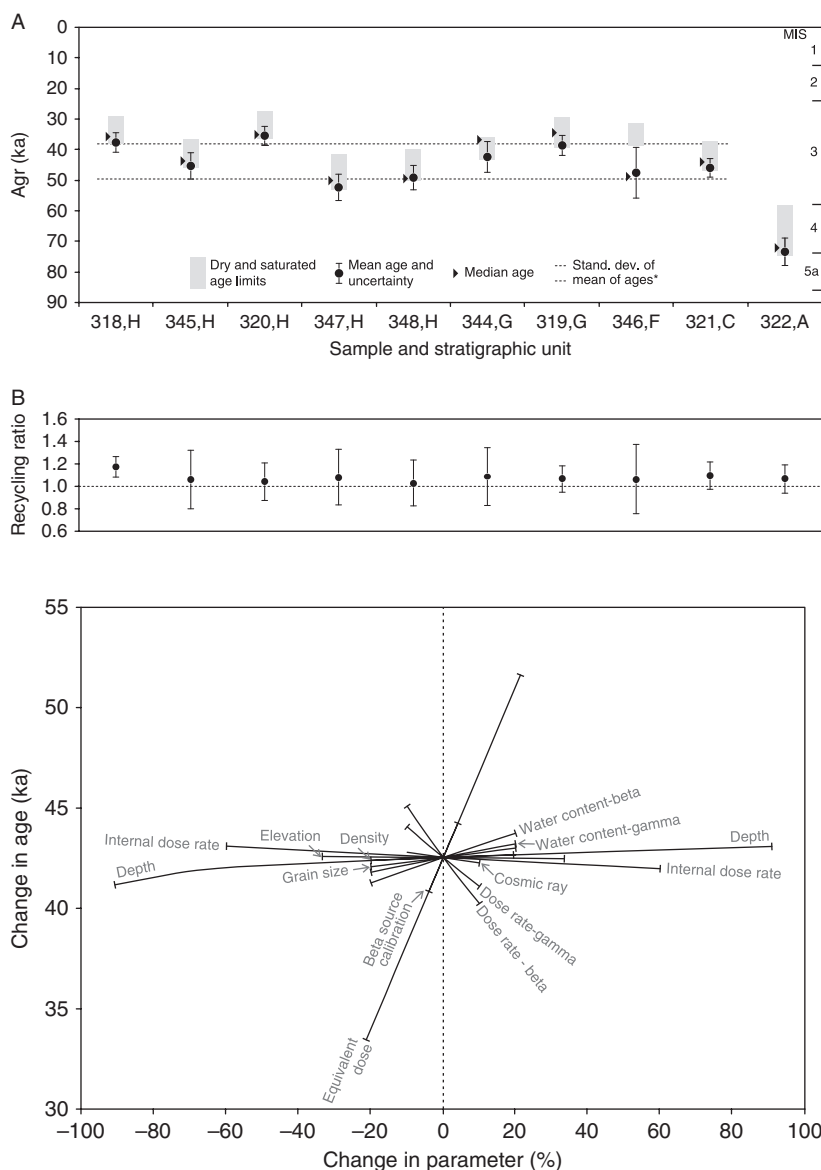 A
MIS
0
10
20
30
40
50
60
70
80
90
Agr (ka)
1
2
3
4
5a
Dry and saturated
age limits
Mean age and
uncertainty
Median age
Stand. dev. of
mean of ages*
318,H 345,H 320,H 347,H 348,H 344,G 319,G 346,F 321,C 322,A
Sample and stratigraphic unit
B
1.6
1.4
1.2
1.0
0.8
0.6
Recycling ratio
55
50
45
40
35
30
Change in age (ka)
Water content-beta
Water content-gamma
Depth
Internal dose rate
Elevation
Density
Internal dose rate
Depth
Grain size
Cosmic ray
Beta source
calibration
Dose rate-gamma
Dose rate - beta
Equivalent
dose
−100 −80 −60 −40 −20 0 20 40 60 80 100
Change in parameter (%)